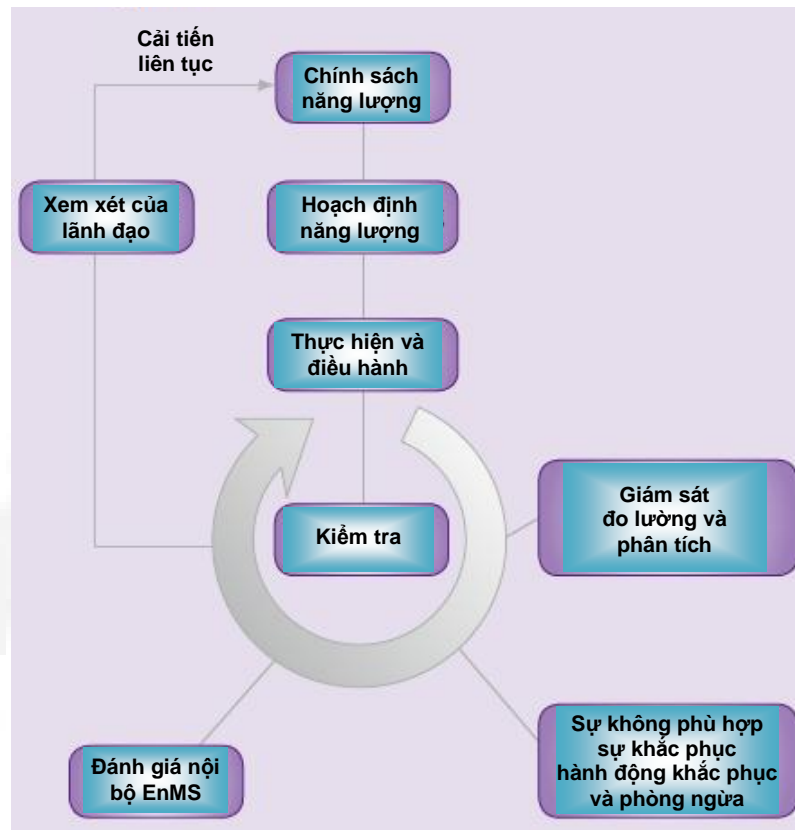 Cải tiến
liên tục
Chính sách
năng lượng
Xem xét của
lãnh đạo
Hoạch định
năng lượng
Thực hiện và
điều hành
Kiểm tra
Giám sát
đo lường và
phân tích
Đánh giá nội
bộ EnMS
Sự không phù hợp
sự khắc phục
hành động khắc phục
và phòng ngừa